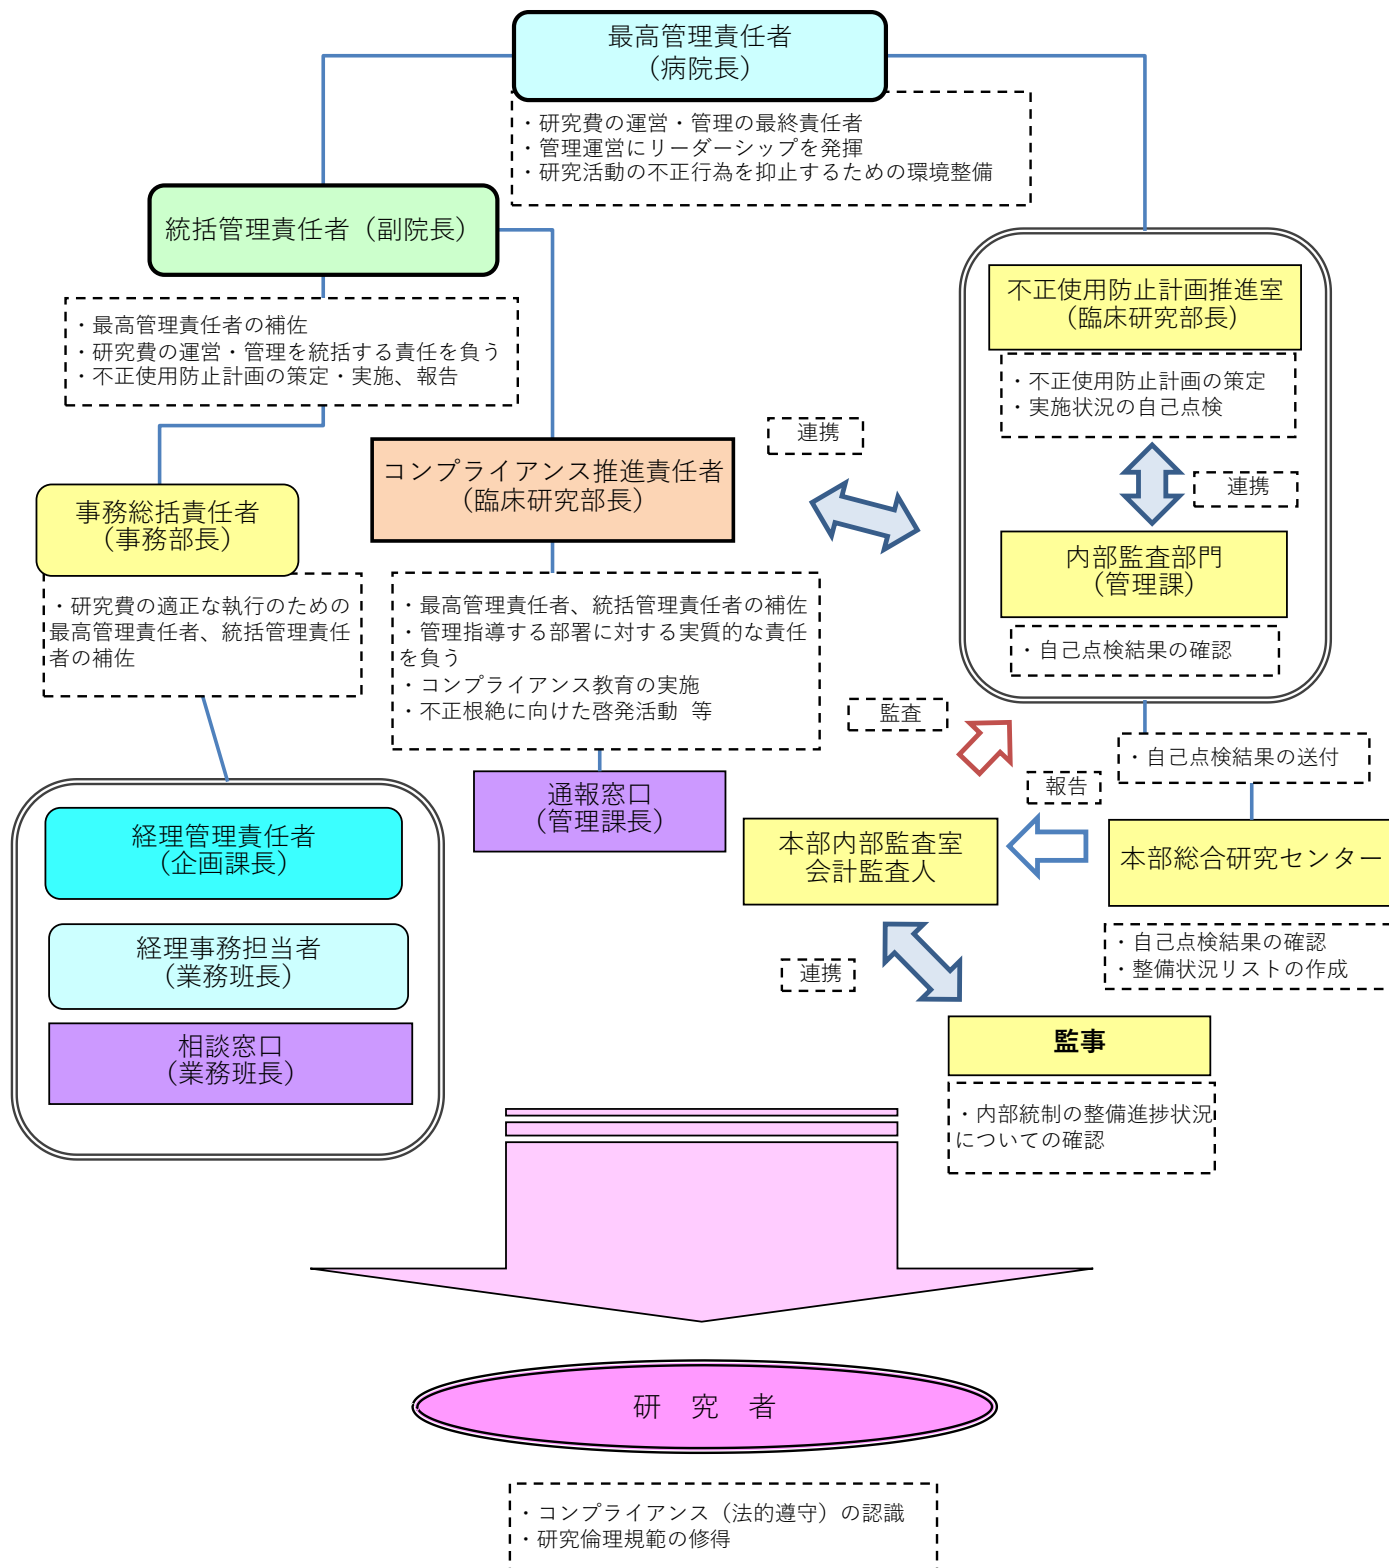 最高管理責任者
（病院長）
・研究費の運営・管理の最終責任者
・管理運営にリーダーシップを発揮
・研究活動の不正行為を抑止するための環境整備
統括管理責任者（副院長）
・最高管理責任者の補佐
・研究費の運営・管理を統括する責任を負う
・不正使用防止計画の策定・実施、報告
不正使用防止計画推進室
（臨床研究部長）
・不正使用防止計画の策定
・実施状況の自己点検
連携
連携
コンプライアンス推進責任者
（臨床研究部長）
事務総括責任者
（事務部長）
内部監査部門
（管理課）
・自己点検結果の確認
・研究費の適正な執行のための
最高管理責任者、統括管理責任
者の補佐
・最高管理責任者、統括管理責任者の補佐
・管理指導する部署に対する実質的な責任
を負う
・コンプライアンス教育の実施
・不正根絶に向けた啓発活動 等
監査
・自己点検結果の送付
報告
通報窓口
（管理課長）
経理管理責任者
（企画課長）
本部内部監査室
会計監査人
本部総合研究センター
・自己点検結果の確認
・整備状況リストの作成
経理事務担当者
（業務班長）
連携
相談窓口
（業務班長）
監事
・内部統制の整備進捗状況
についての確認
研 究 者
・コンプライアンス（法的遵守）の認識
・研究倫理規範の修得